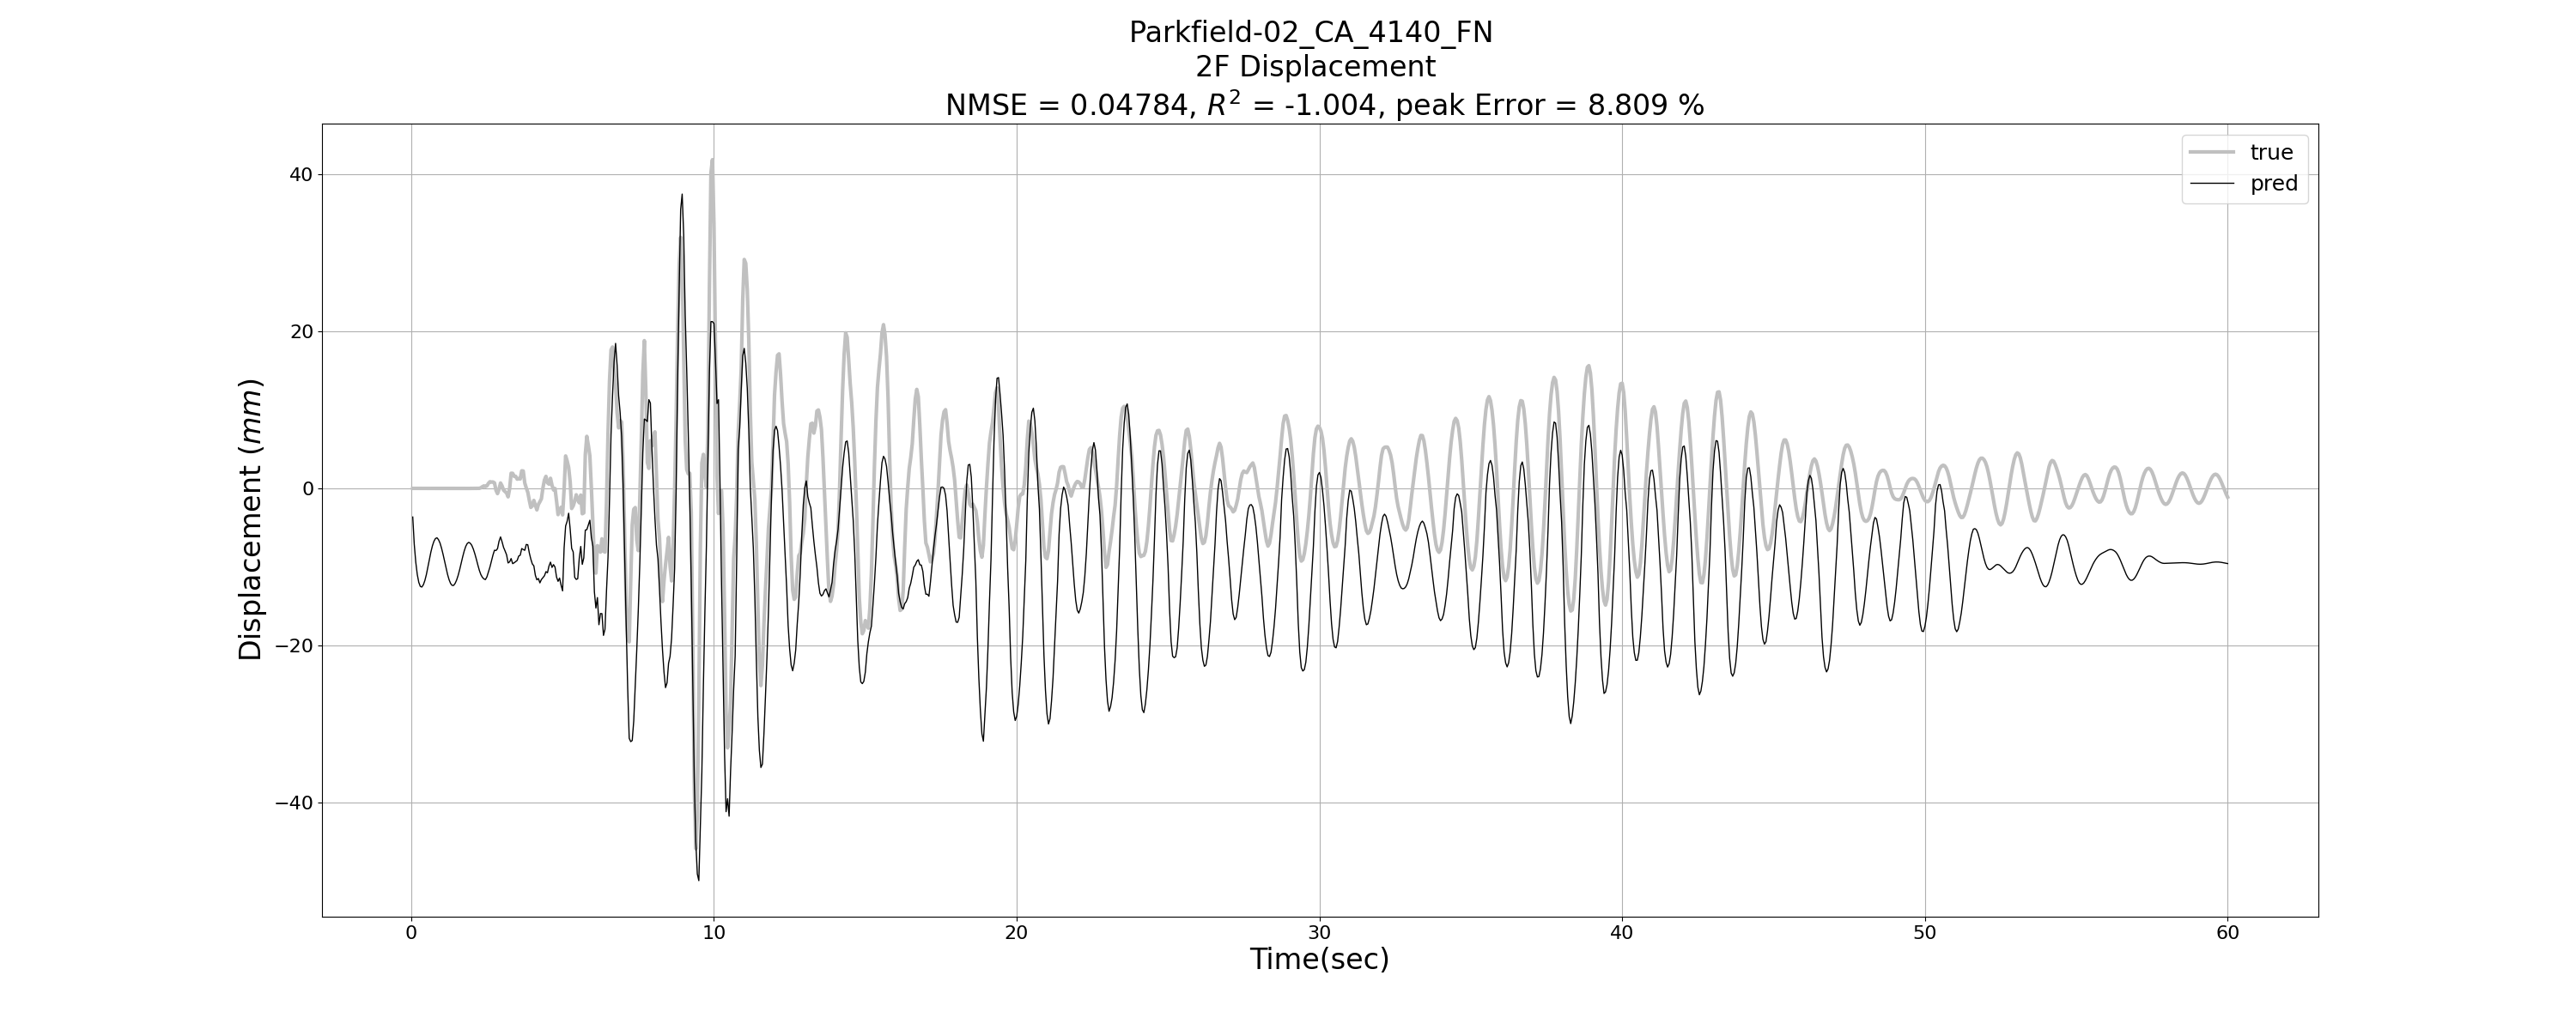 Parkfield-02_CA_4140_FN
2F Displacement
NMSE = 0.04784, R² = -1.004, peak Error = 8.809 %
true
pred
Displacement (mm)
40
20
0
−20
−40
0 10 20 30 40 50 60
Time(sec)